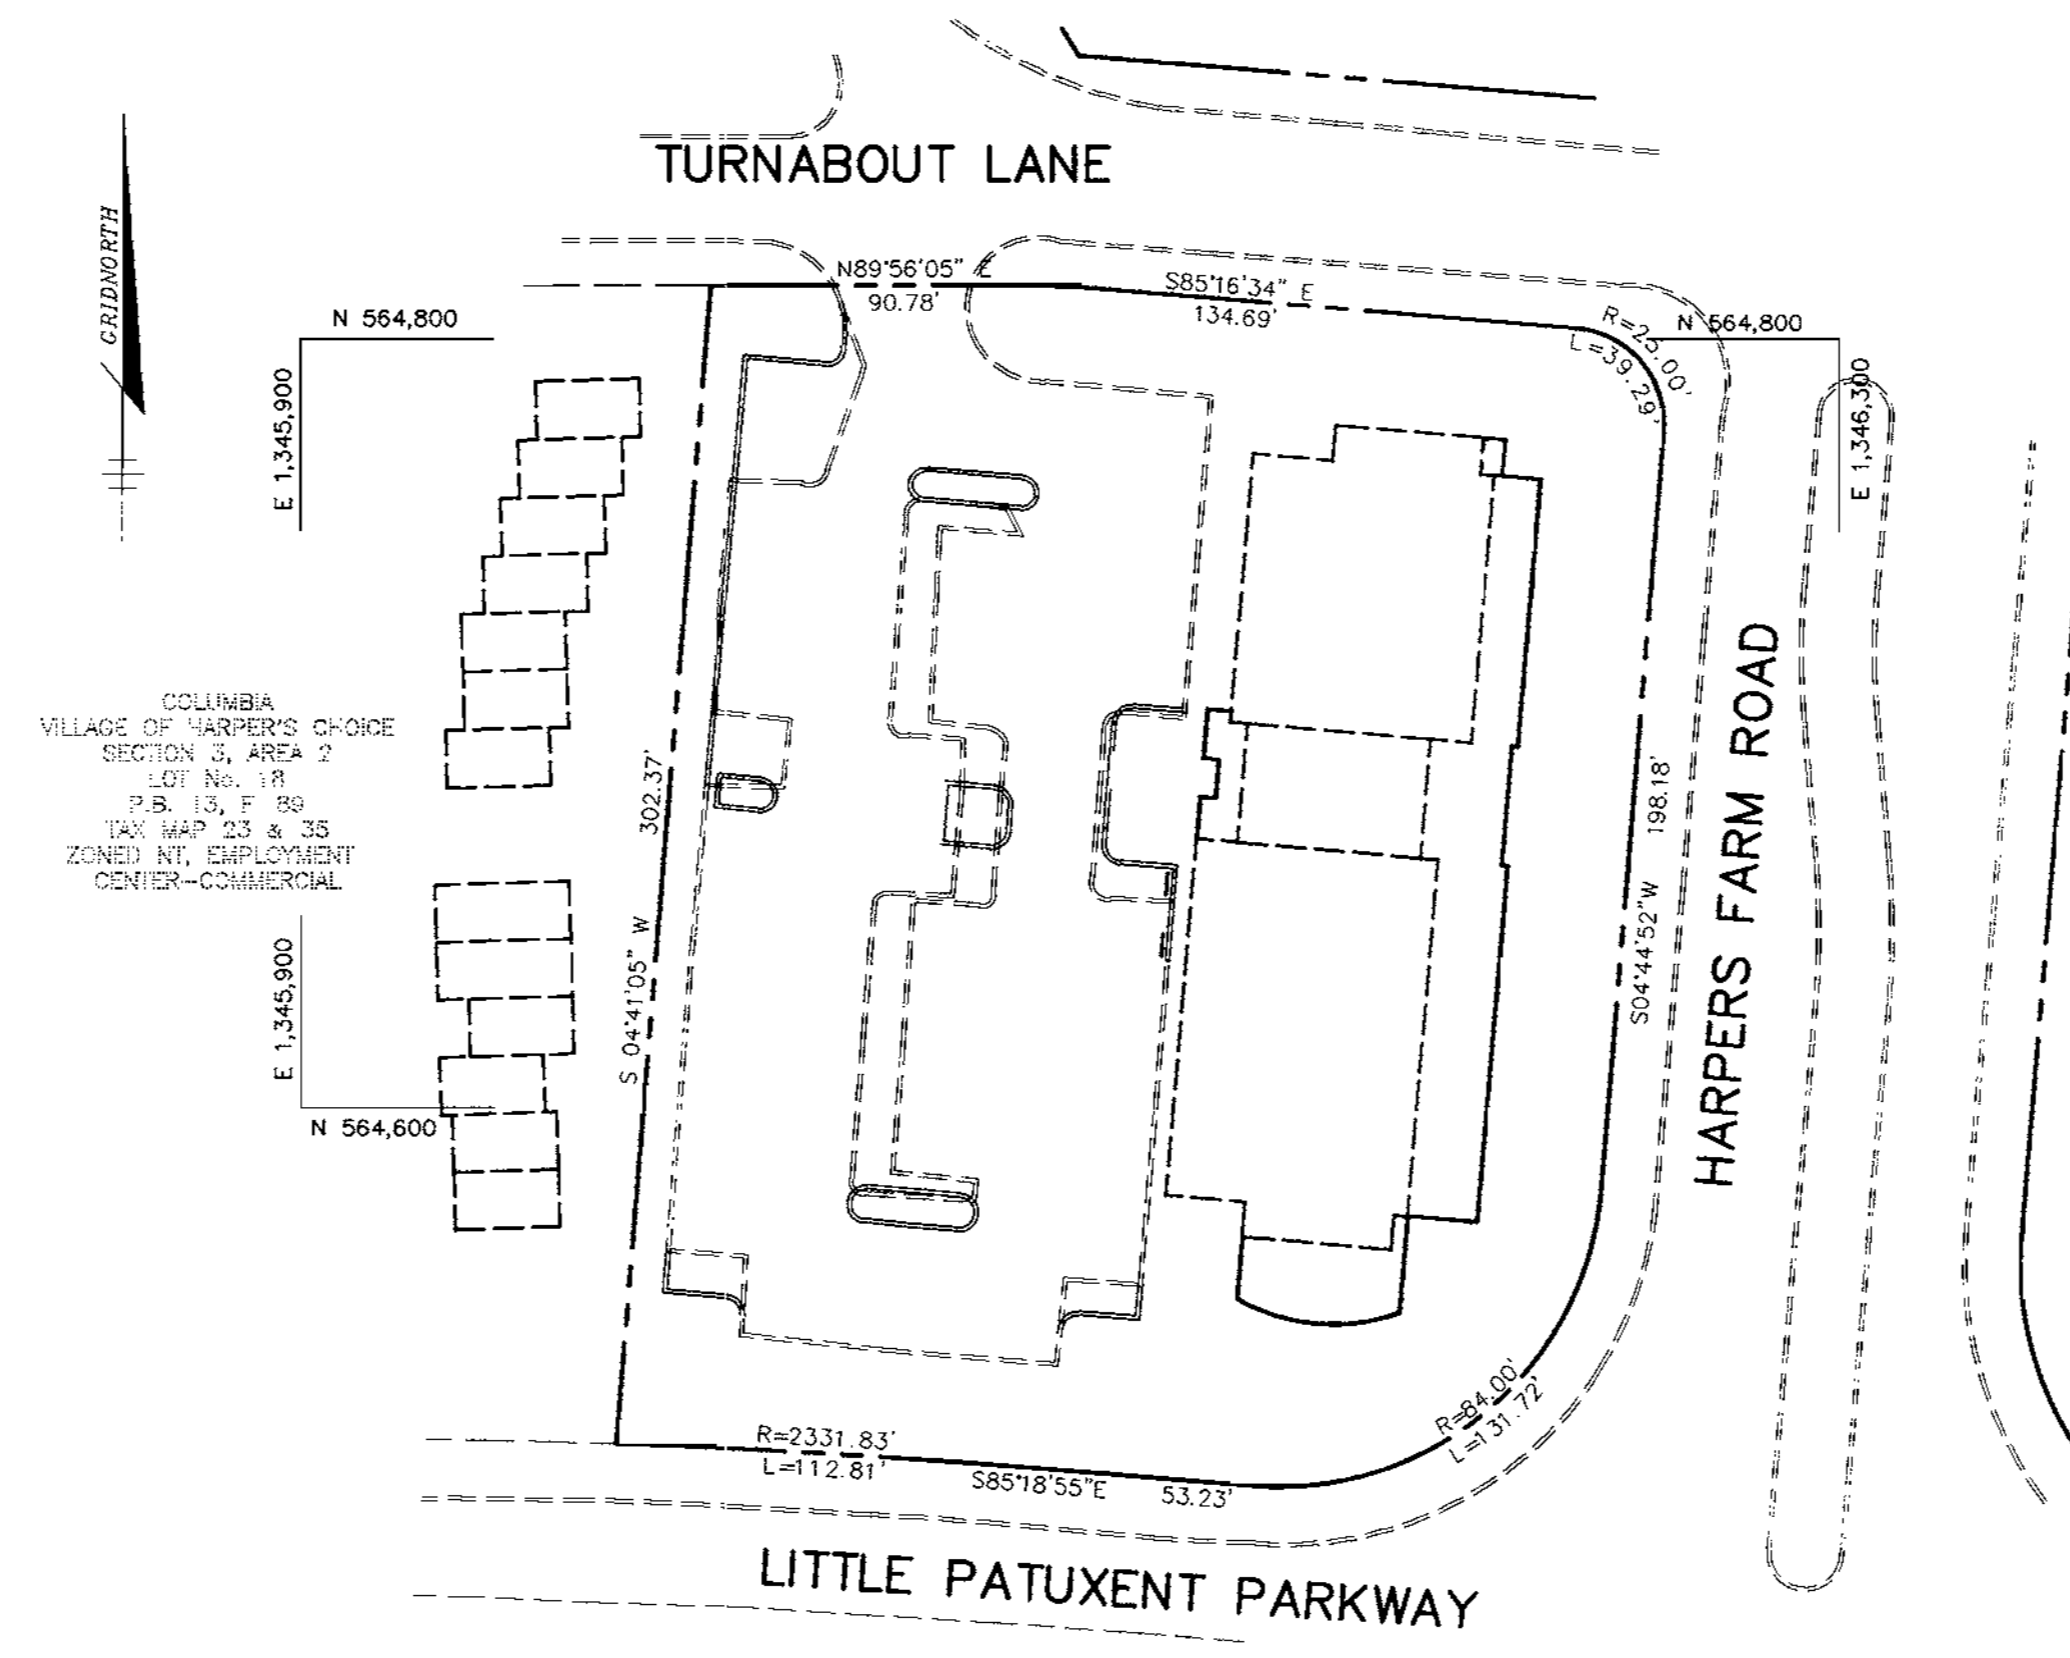 TURNABOUT LANE
GRIDNORTH
N89°56'05" E
90.78'
S85°16'34" E
134.69'
R=25.00'
L=39.29'
N 564,800
E 1,345,900
N 564,800
E 1,346,300
COLUMBIA
VILLAGE OF HARPER'S CHOICE
SECTION 3, AREA 2
LOT No. 18
P.B. 13, F 89
TAX MAP 23 & 35
ZONED NT, EMPLOYMENT
CENTER-COMMERCIAL
E 1,345,900
N 564,600
S 04°41'05" W 302.37'
S04°44'52"W 198.18'
HARPERS FARM ROAD
R=84.00'
L=131.72'
R=2331.83'
L=112.81'
S85°18'55"E 53.23'
LITTLE PATUXENT PARKWAY